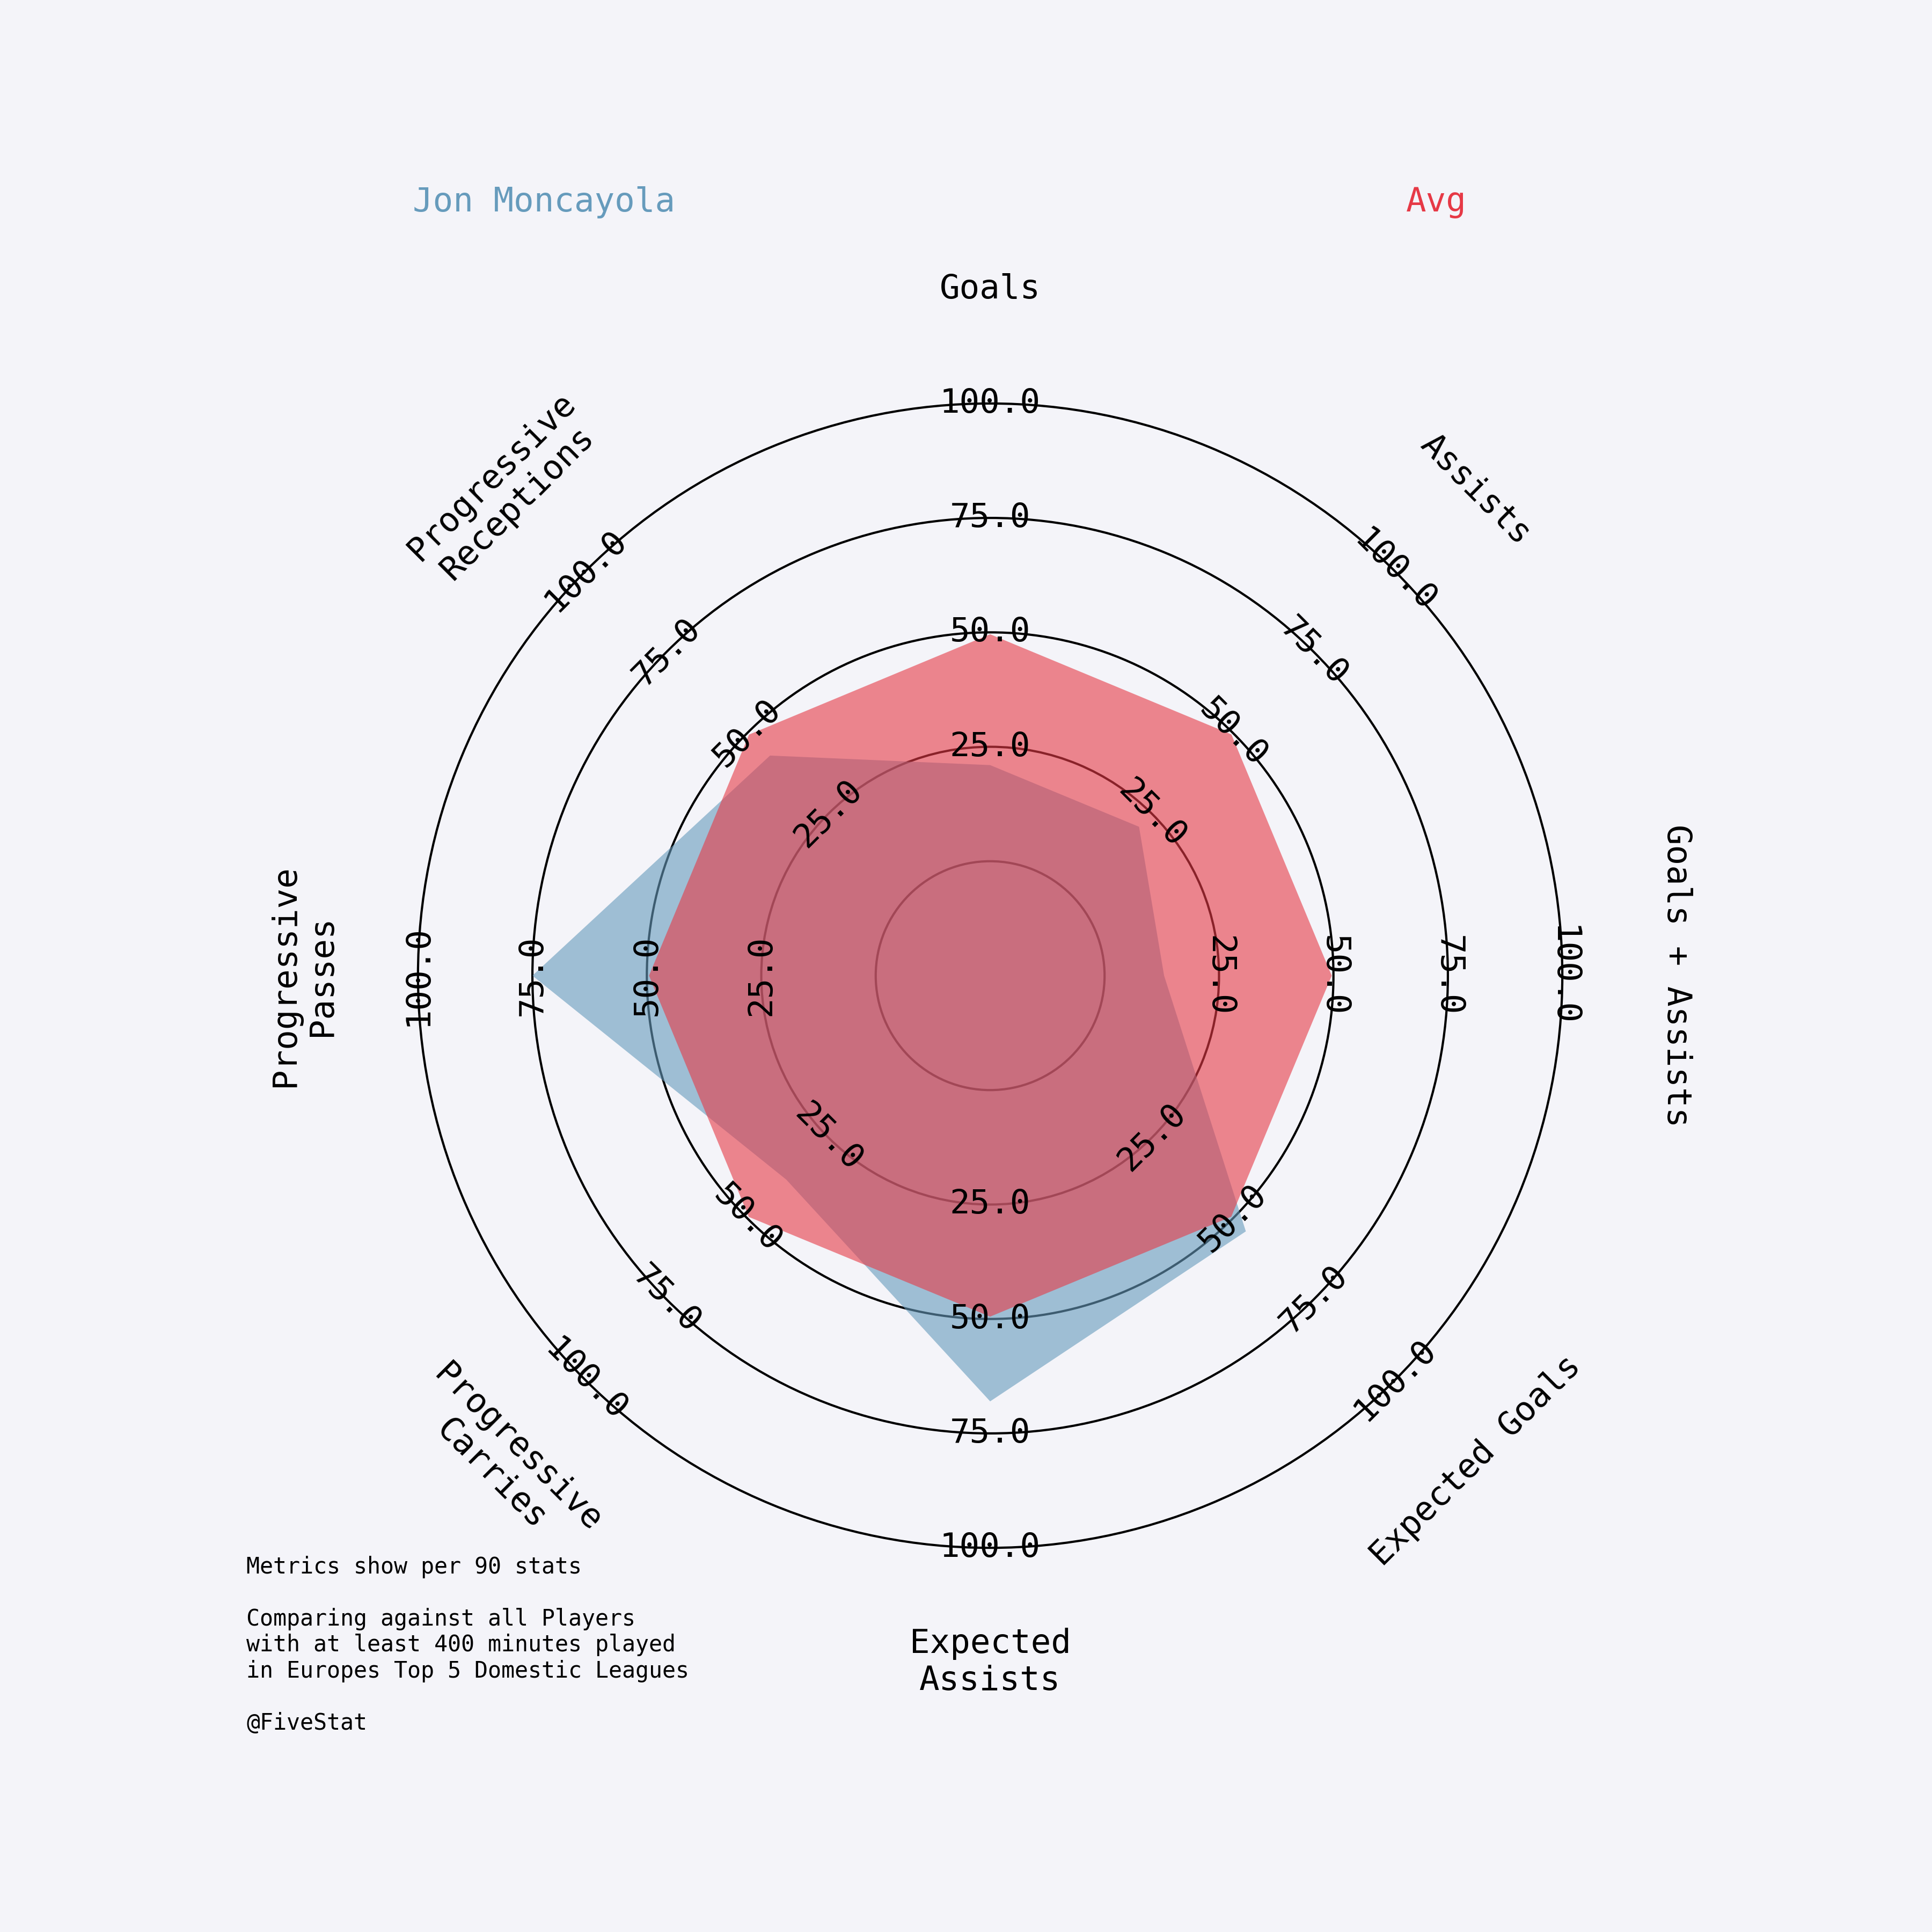 Jon Moncayola
Avg
Goals
Assists
Goals + Assists
Expected Goals
Expected
Assists
Progressive
Carries
Progressive
Passes
Progressive
Receptions
25.0
50.0
75.0
100.0
25.0
50.0
75.0
100.0
25.0
50.0
75.0
100.0
25.0
50.0
75.0
100.0
25.0
50.0
75.0
100.0
25.0
50.0
75.0
100.0
25.0
50.0
75.0
100.0
25.0
50.0
75.0
100.0
Metrics show per 90 stats
Comparing against all Players
with at least 400 minutes played
in Europes Top 5 Domestic Leagues
@FiveStat